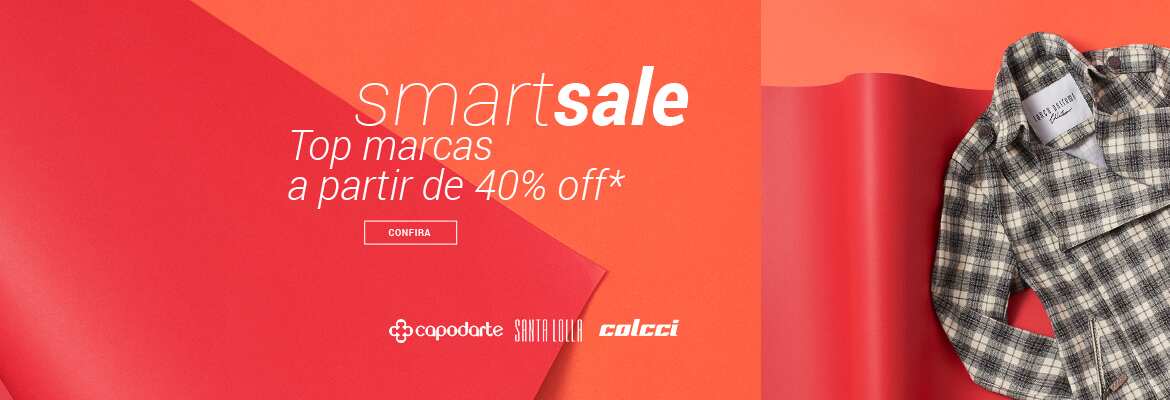 smartsale
Top marcas
a partir de 40% off*
CONFIRA
capodarte SANTA LOLLA colcci